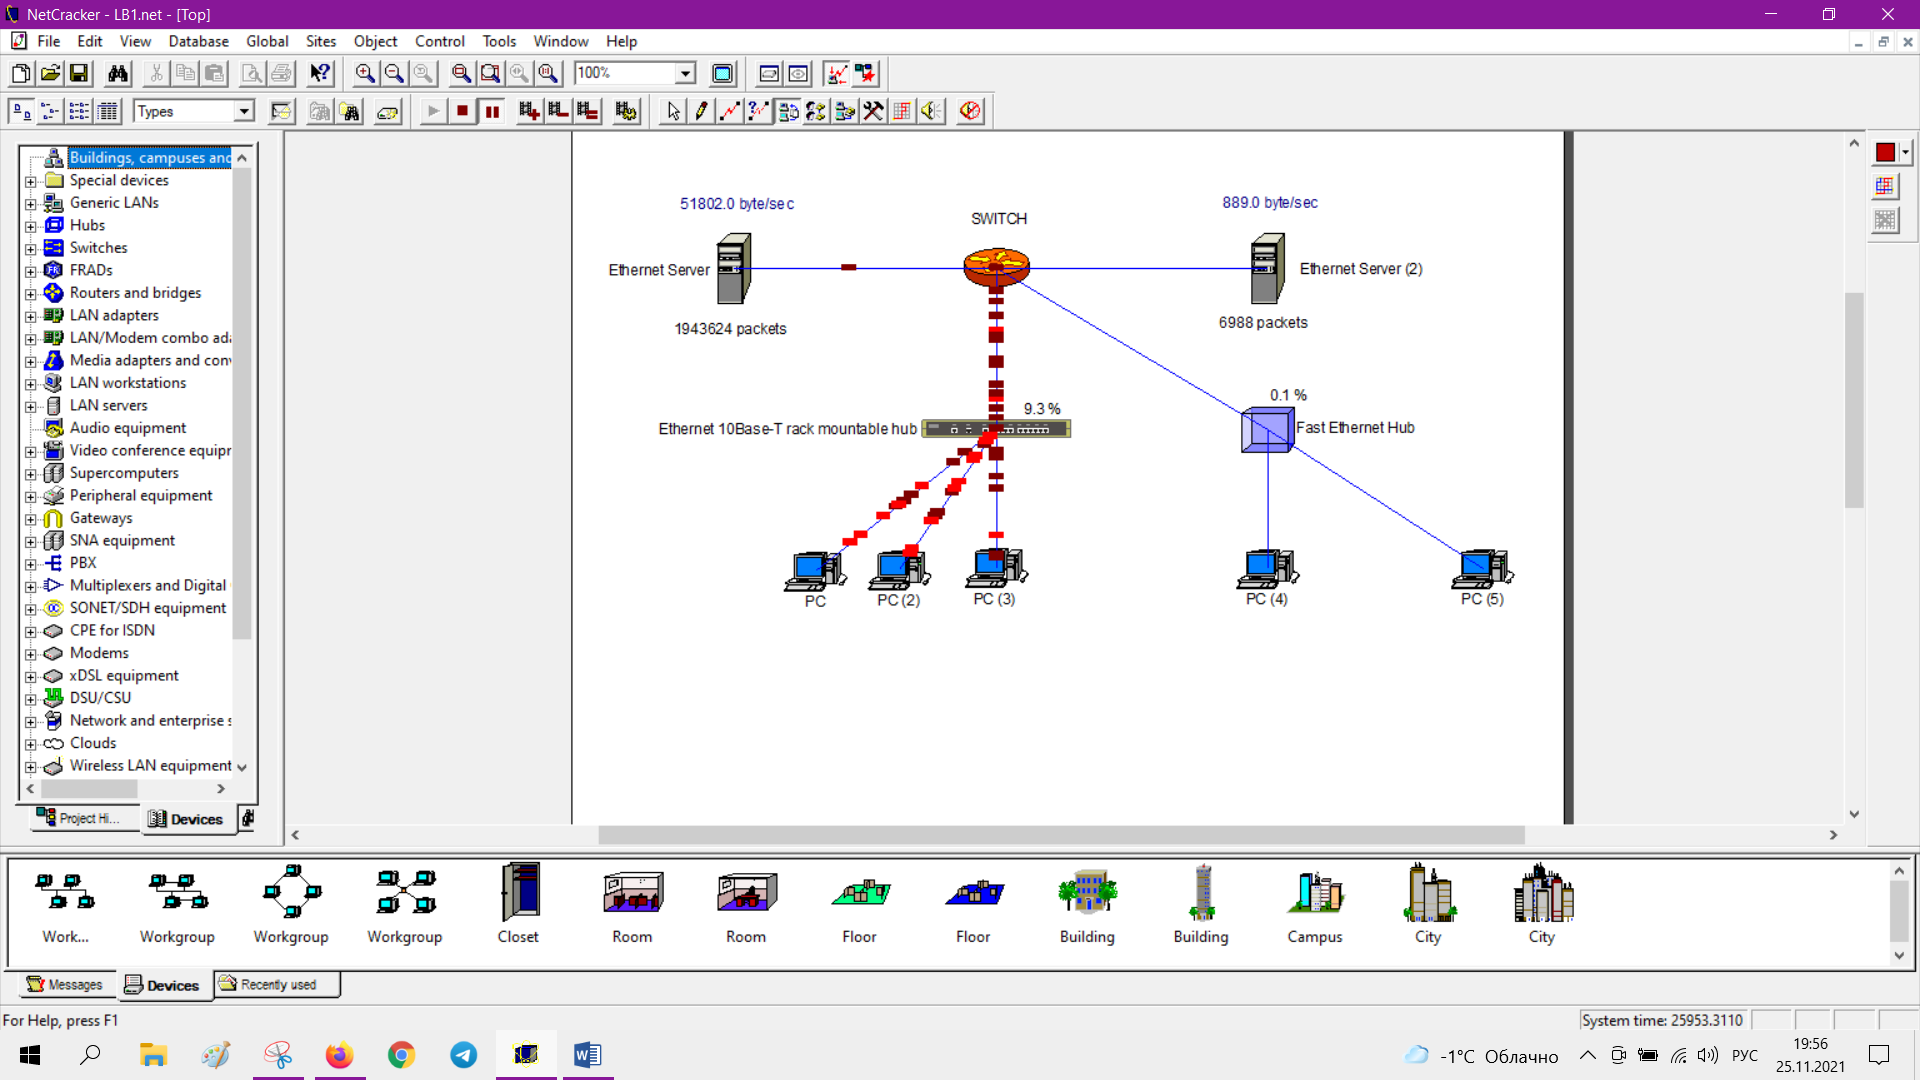 NetCracker - LB1.net - [Top]
File Edit View Database Global Sites Object Control Tools Window Help
100%
Types
Buildings, campuses and
Special devices
Generic LANs
Hubs
Switches
FRADs
Routers and bridges
LAN adapters
LAN/Modem combo ada
Media adapters and conv
LAN workstations
LAN servers
Audio equipment
Video conference equipr
Supercomputers
Peripheral equipment
Gateways
SNA equipment
PBX
Multiplexers and Digital
SONET/SDH equipment
CPE for ISDN
Modems
xDSL equipment
DSU/CSU
Network and enterprise s
Clouds
Wireless LAN equipment
Project Hi... Devices
51802.0 byte/sec
SWITCH
889.0 byte/sec
Ethernet Server
Ethernet Server (2)
1943624 packets
6988 packets
9.3 %
0.1 %
Ethernet 10Base-T rack mountable hub
Fast Ethernet Hub
PC
PC (2)
PC (3)
PC (4)
PC (5)
Work... Workgroup Workgroup Workgroup Closet Room Room Floor Floor Building Building Campus City City
Messages Devices Recently used
For Help, press F1
System time: 25953.3110
-1°C Облачно
РУС
19:56
25.11.2021